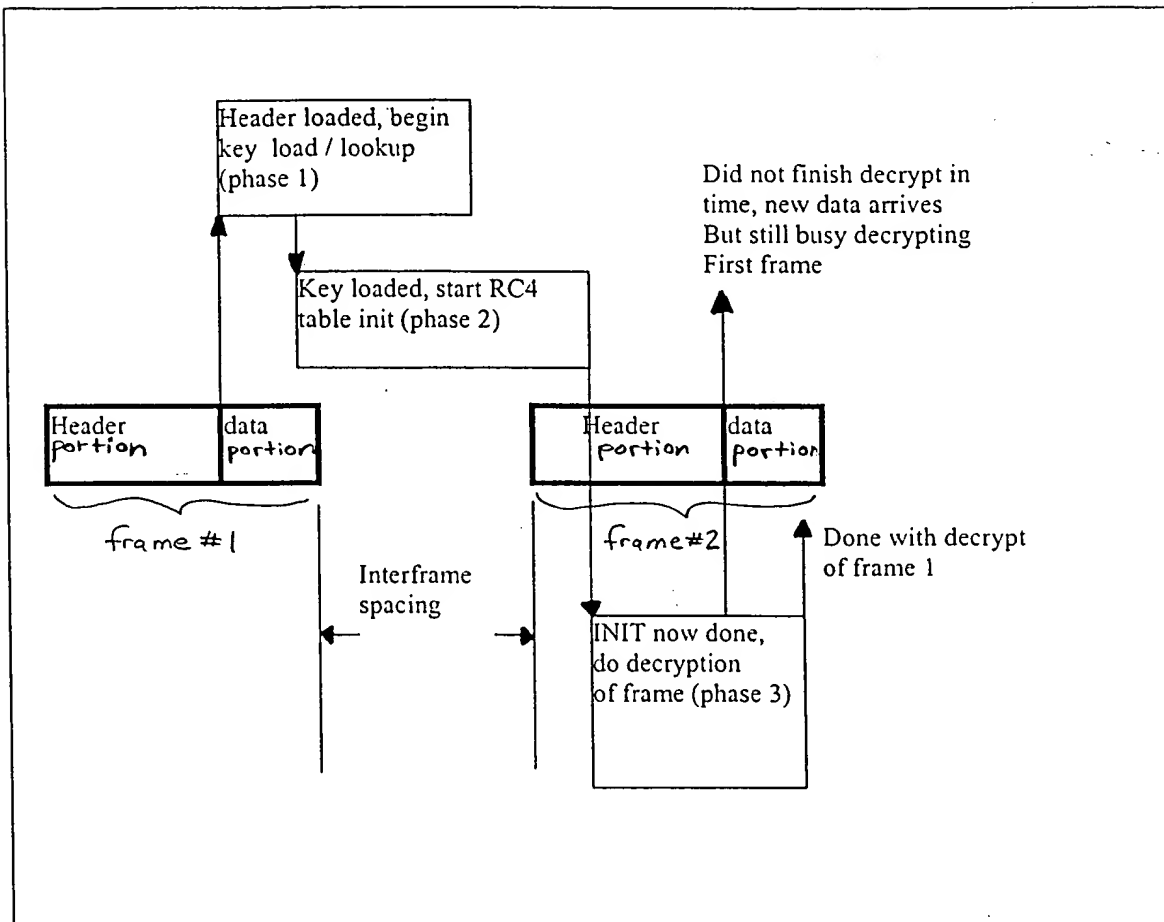 Header loaded, begin
key load / lookup
(phase 1)
Did not finish decrypt in
time, new data arrives
But still busy decrypting
First frame
Key loaded, start RC4
table init (phase 2)
Header
portion
data
portion
Header
portion
data
portion
frame #1
frame #2
Done with decrypt
of frame 1
Interframe
spacing
INIT now done,
do decryption
of frame (phase 3)